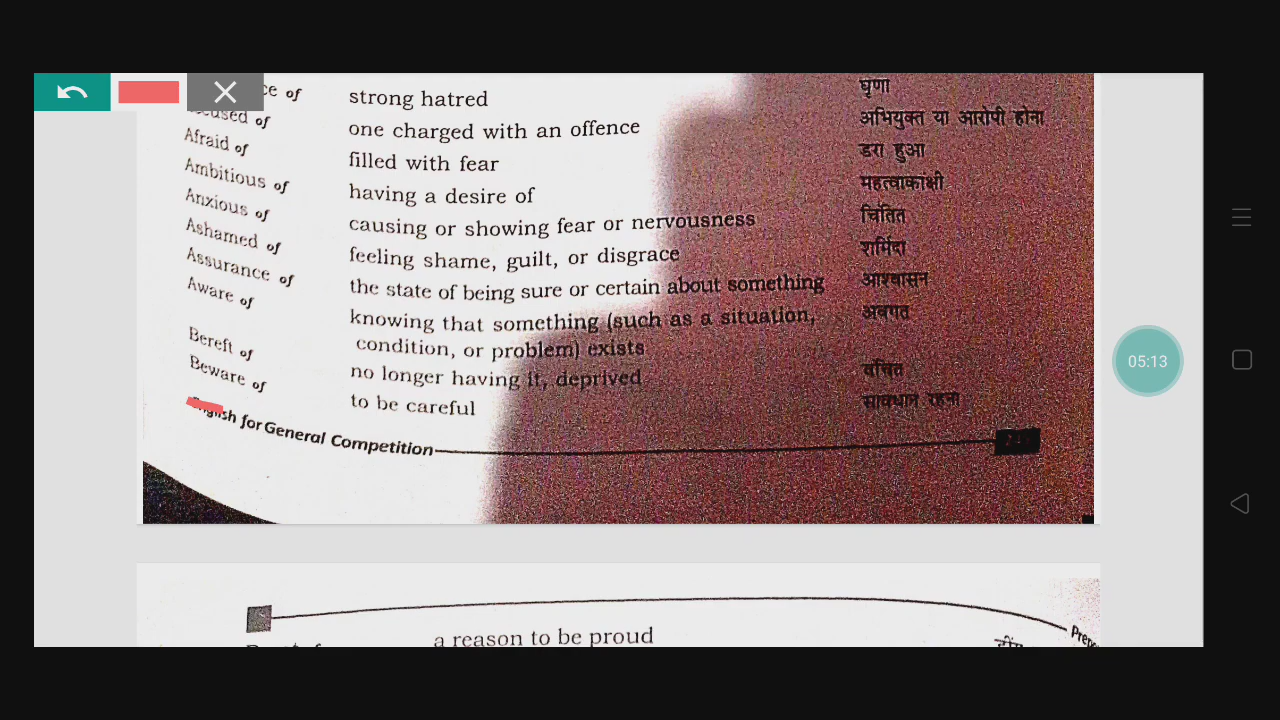 of strong hatred घृणा
of one charged with an offence अभियुक्त या आरोपी होना
Afraid of filled with fear डरा हुआ
Ambitious of having a desire of महत्वाकांक्षी
Anxious of causing or showing fear or nervousness चिंतित
Ashamed of feeling shame, guilt, or disgrace शर्मिंदा
Assurance of the state of being sure or certain about something आश्वासन
Aware of knowing that something (such as a situation, अवगत
condition, or problem) exists
Bereft of no longer having it, deprived वंचित
Beware of to be careful सावधान रहना
English for General Competition
05:13
a reason to be proud